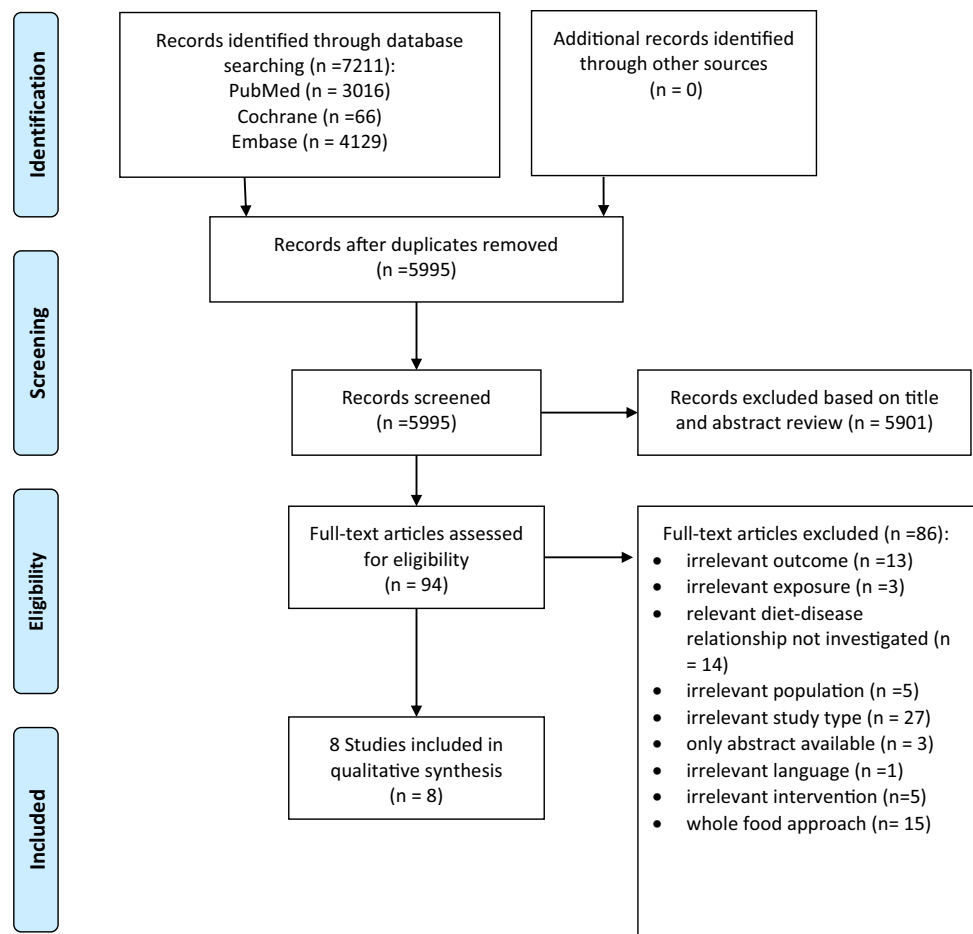 Identification
Records identified through database
searching (n =7211):
PubMed (n = 3016)
Cochrane (n =66)
Embase (n = 4129)
Additional records identified
through other sources
(n = 0)
Records after duplicates removed
(n =5995)
Screening
Records screened
(n =5995)
Records excluded based on title
and abstract review (n = 5901)
Eligibility
Full-text articles assessed
for eligibility
(n = 94)
Full-text articles excluded (n =86):
• irrelevant outcome (n =13)
• irrelevant exposure (n =3)
• relevant diet-disease
relationship not investigated (n
= 14)
• irrelevant population (n =5)
• irrelevant study type (n = 27)
• only abstract available (n = 3)
• irrelevant language (n =1)
• irrelevant intervention (n=5)
• whole food approach (n= 15)
Included
8 Studies included in
qualitative synthesis
(n = 8)